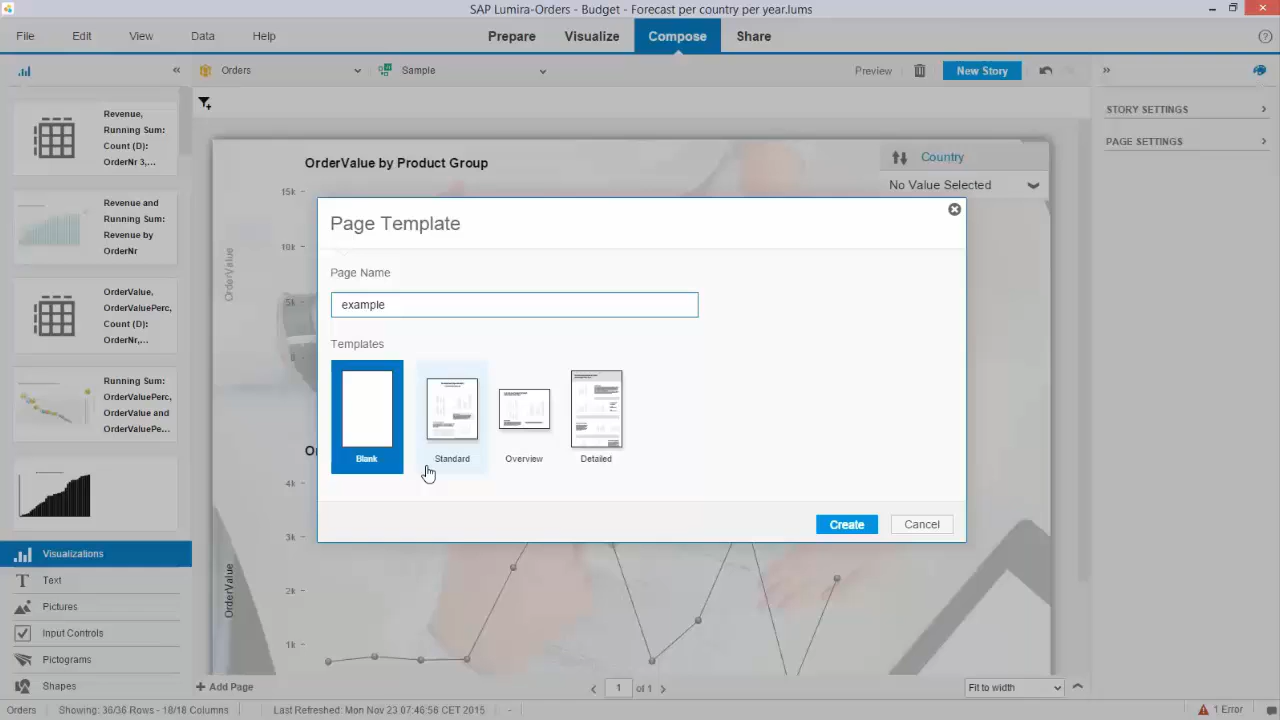 SAP Lumira-Orders - Budget - Forecast per country per year.lums
File
Edit
View
Data
Help
Prepare
Visualize
Compose
Share
Orders
Sample
Preview
New Story
Revenue,
Running Sum:
Count (D):
OrderNr 3,...
Revenue and
Running Sum:
Revenue by
OrderNr
OrderValue,
OrderValuePerc,
Count (D):
OrderNr,...
Running Sum:
OrderValuePerc,
OrderValue and
OrderValuePe...
Visualizations
Text
Pictures
Input Controls
Pictograms
Shapes
OrderValue by Product Group
15k
10k
5k
0
OrderValue
Country
No Value Selected
4k
3k
2k
1k
OrderValue
Page Template
Page Name
example
Templates
Blank
Standard
Overview
Detailed
Create
Cancel
STORY SETTINGS
PAGE SETTINGS
Add Page
1
of 1
Fit to width
Orders
Showing: 36/36 Rows - 18/18 Columns
Last Refreshed: Mon Nov 23 07:46:56 CET 2015
-
1 Error